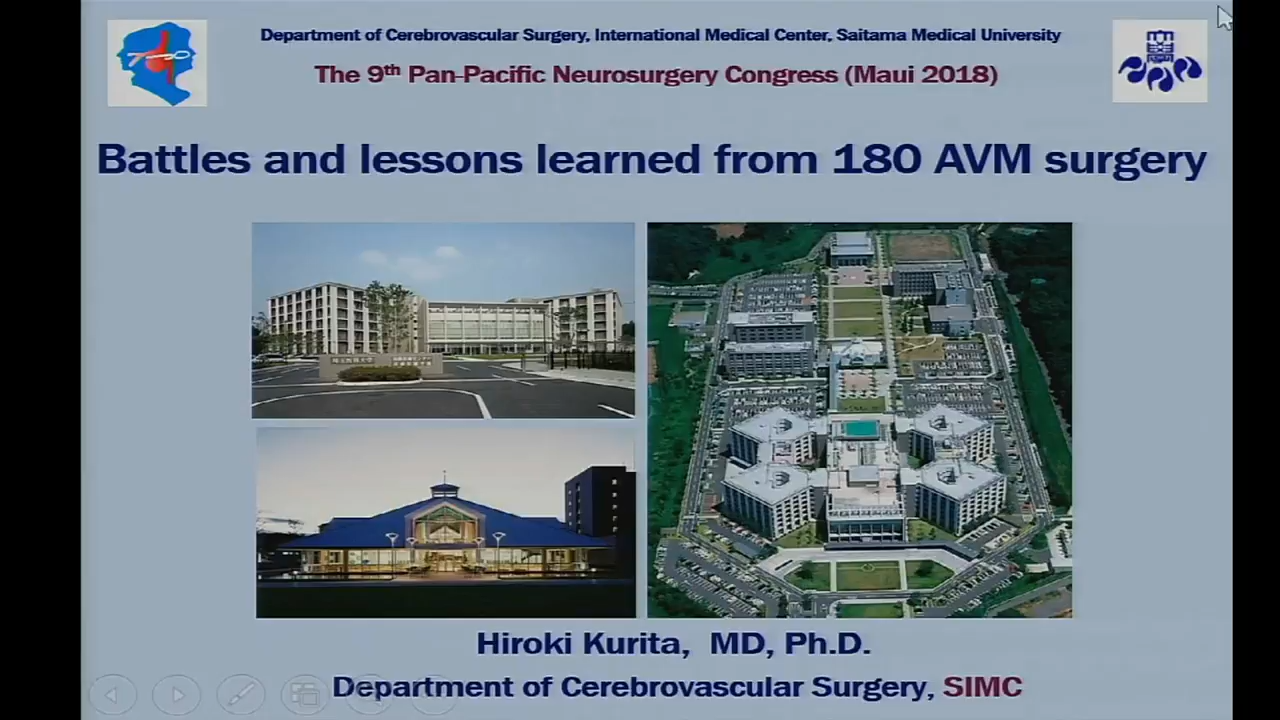 Department of Cerebrovascular Surgery, International Medical Center, Saitama Medical University
The 9th Pan-Pacific Neurosurgery Congress (Maui 2018)
Battles and lessons learned from 180 AVM surgery
Hiroki Kurita, MD, Ph.D.
Department of Cerebrovascular Surgery, SIMC